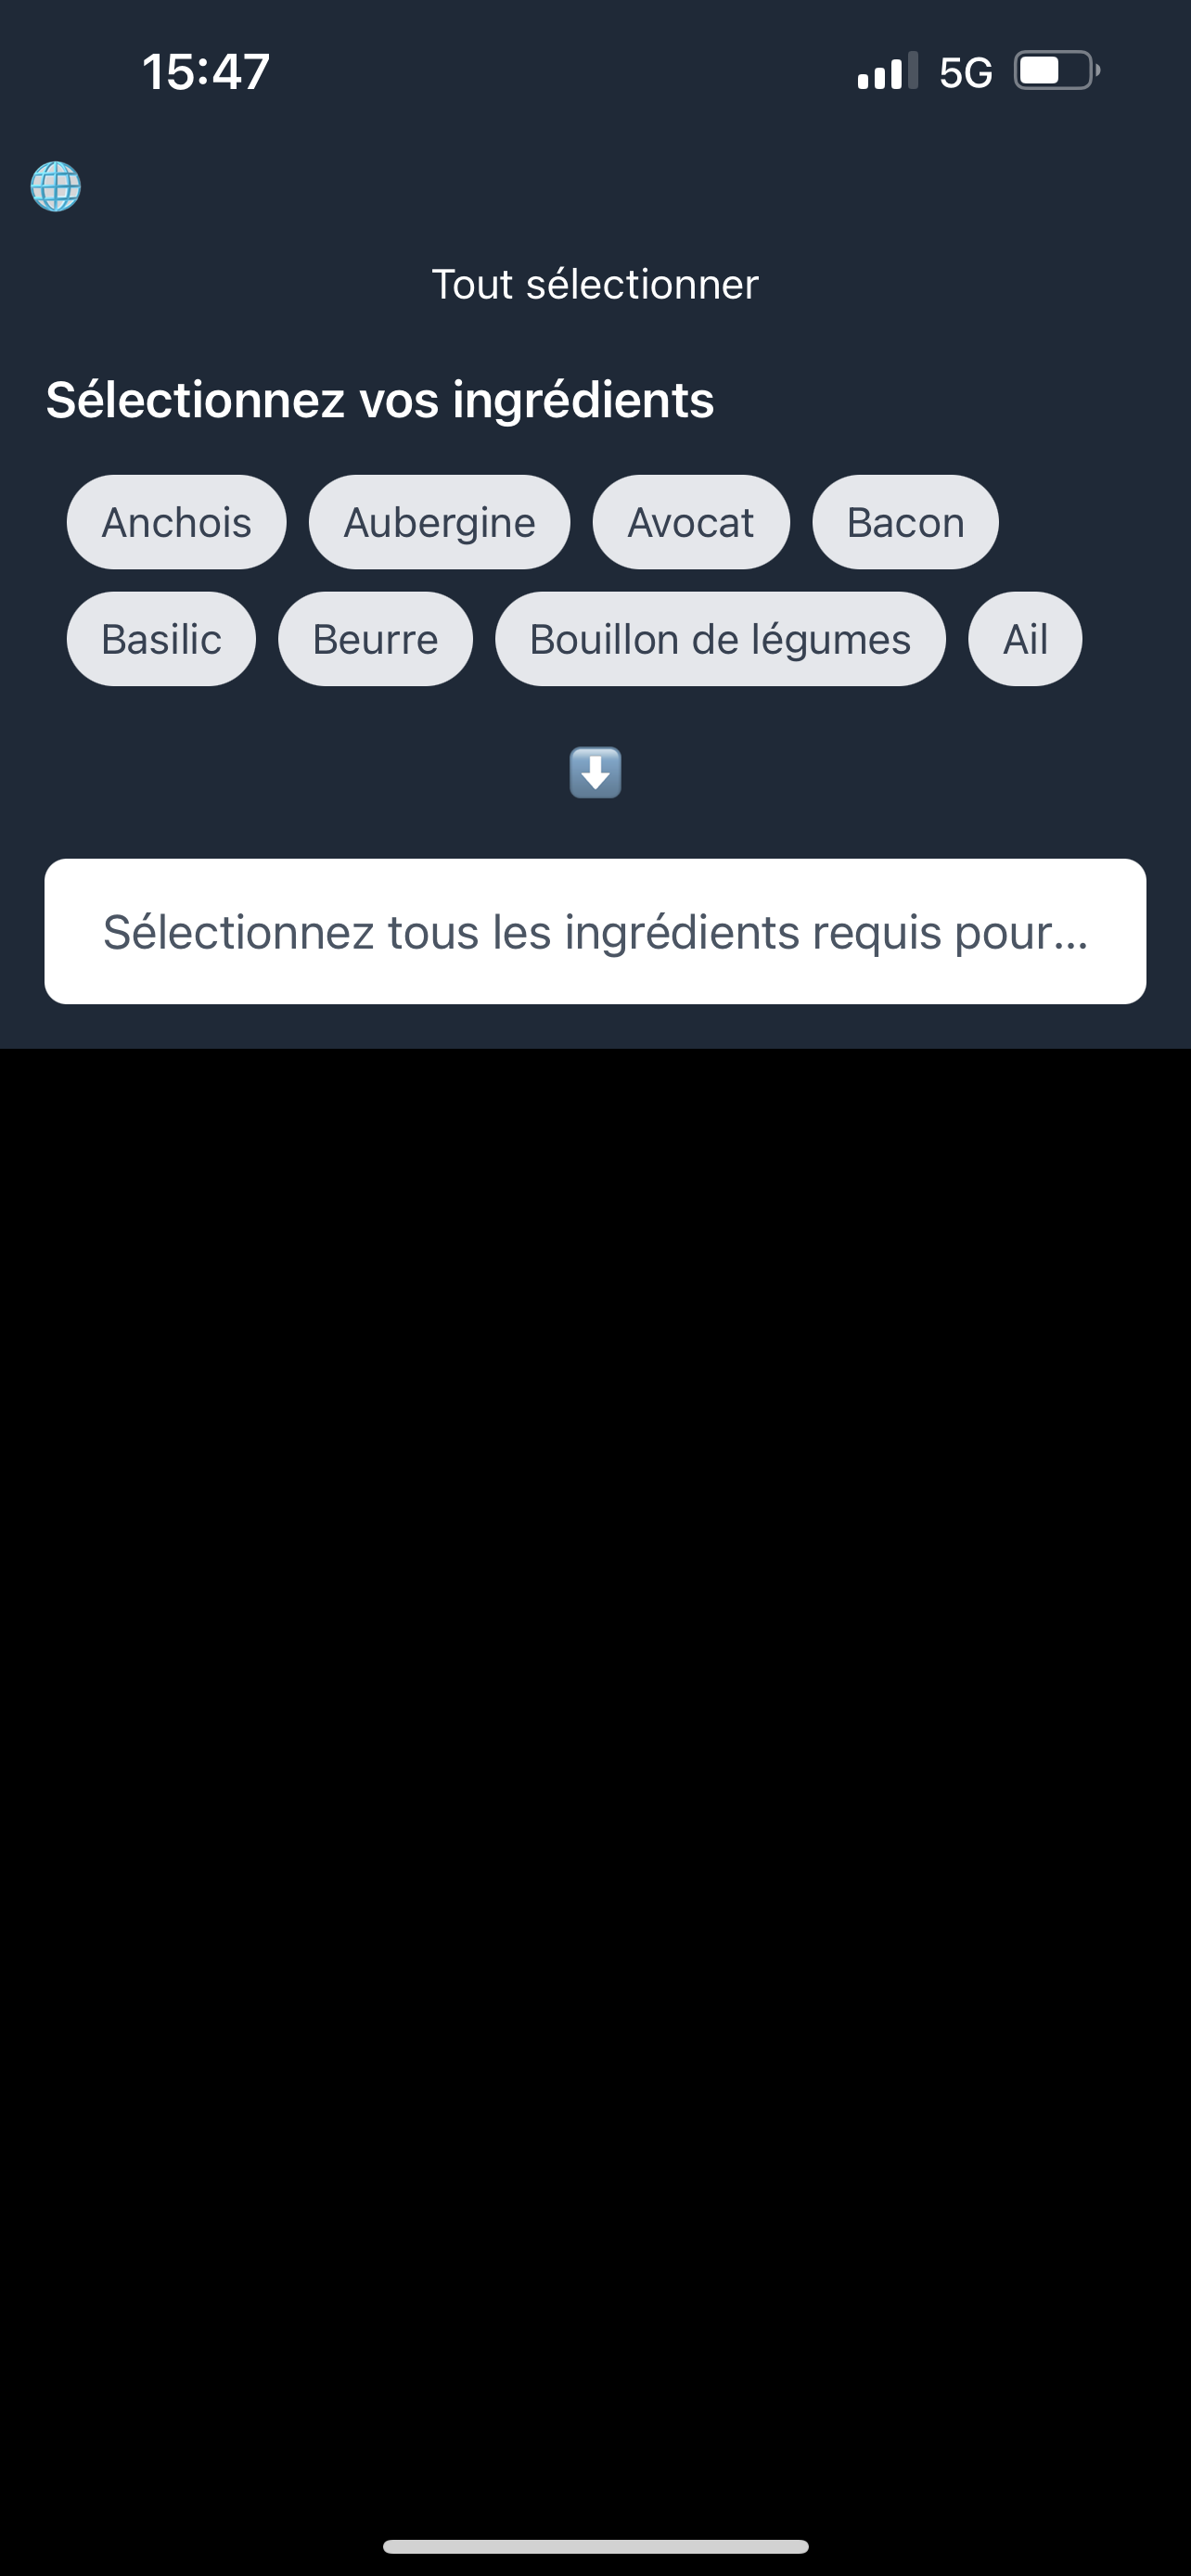 15:47 5G
Tout sélectionner
Sélectionnez vos ingrédients
Anchois Aubergine Avocat Bacon
Basilic Beurre Bouillon de légumes Ail
Sélectionnez tous les ingrédients requis pour...